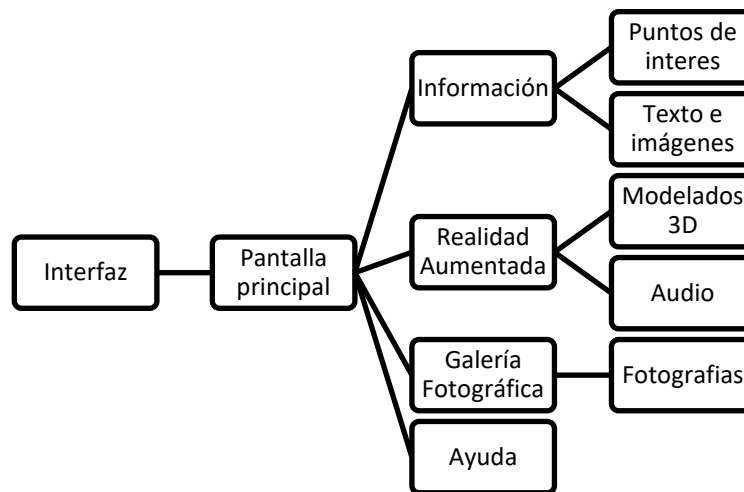 Interfaz
Pantalla
principal
Información
Puntos de
interes
Texto e
imágenes
Realidad
Aumentada
Modelados
3D
Audio
Galería
Fotográfica
Fotografias
Ayuda